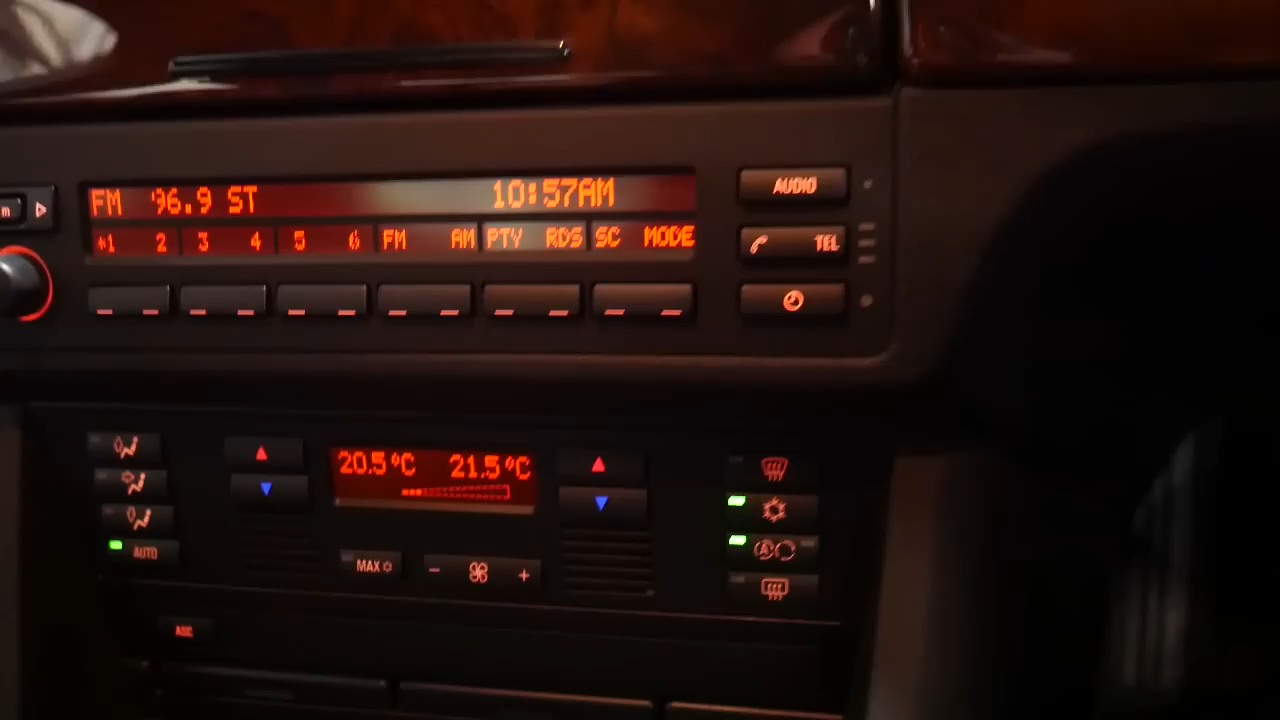 FM 96.9 ST 10:57AM AUDIO
m
*1 2 3 4 5 6 FM AM PTY RDS SC MODE TEL
20.5°C 21.5°C
AUTO
MAX - +
ASC